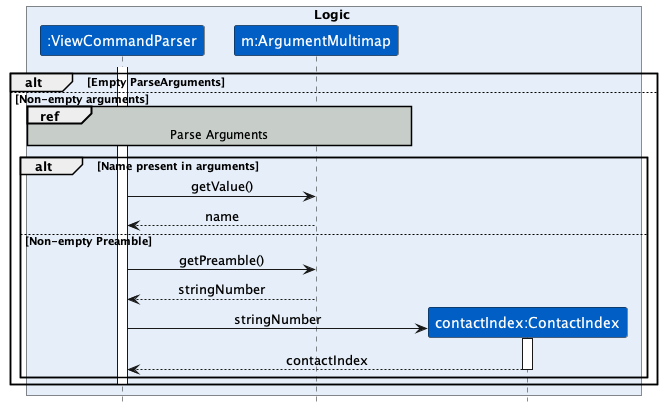 Logic
:ViewCommandParser
m:ArgumentMultimap
alt
[Empty ParseArguments]
[Non-empty arguments]
ref
Parse Arguments
alt
[Name present in arguments]
getValue()
name
[Non-empty Preamble]
getPreamble()
stringNumber
stringNumber
contactIndex:ContactIndex
contactIndex